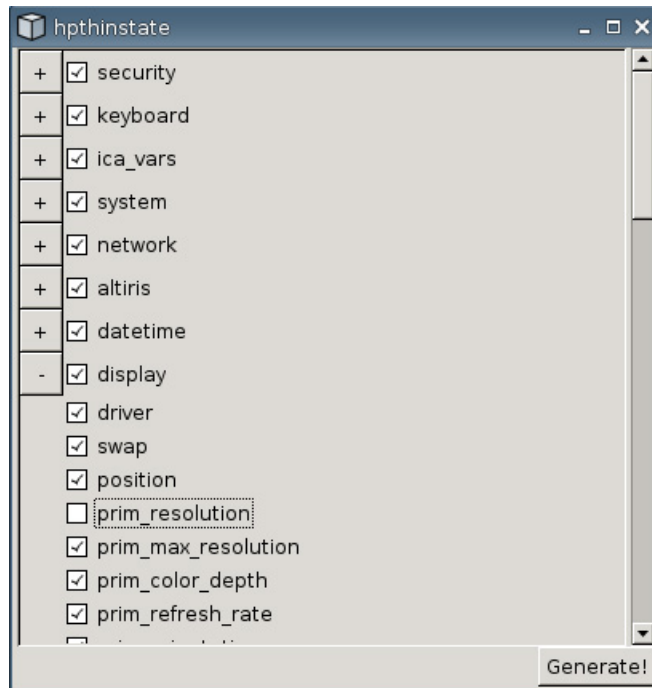 hpthinstate
+ security
+ keyboard
+ ica_vars
+ system
+ network
+ altiris
+ datetime
- display
driver
swap
position
prim_resolution
prim_max_resolution
prim_color_depth
prim_refresh_rate
Generate!